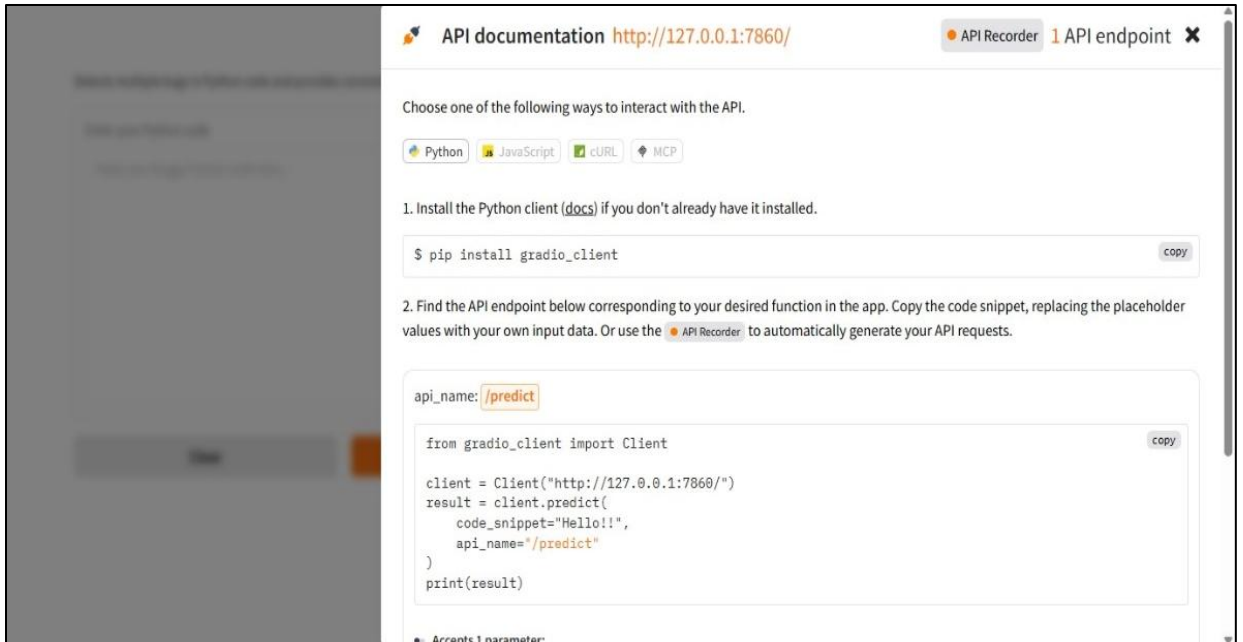 API documentation http://127.0.0.1:7860/
API Recorder 1 API endpoint
Choose one of the following ways to interact with the API.
Python JavaScript cURL MCP
1. Install the Python client (docs) if you don't already have it installed.
$ pip install gradio_client
copy
2. Find the API endpoint below corresponding to your desired function in the app. Copy the code snippet, replacing the placeholder
values with your own input data. Or use the API Recorder to automatically generate your API requests.
api_name: /predict
from gradio_client import Client
copy
client = Client("http://127.0.0.1:7860/")
result = client.predict(
    code_snippet="Hello!!",
    api_name="/predict"
)
print(result)
Accepts 1 parameter:
Clear